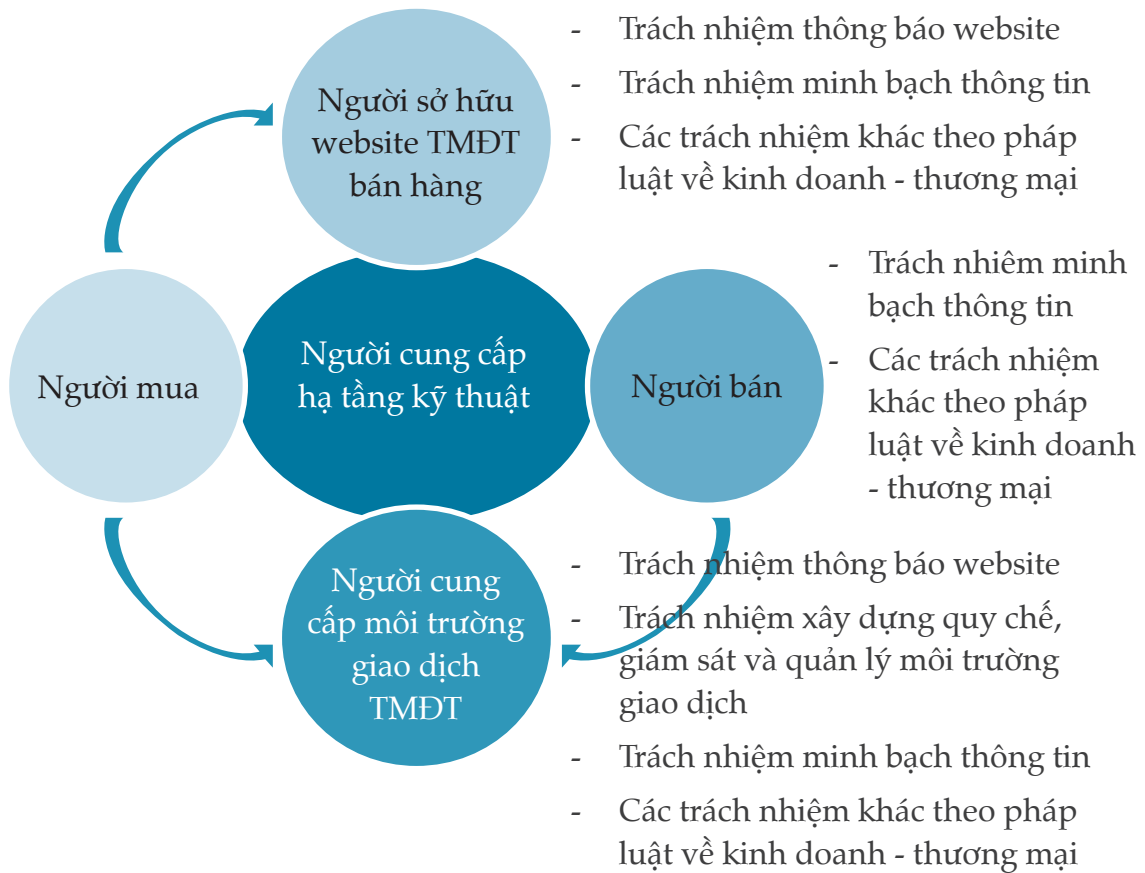 Người sở hữu
website TMĐT
bán hàng
- Trách nhiệm thông báo website
- Trách nhiệm minh bạch thông tin
- Các trách nhiệm khác theo pháp
luật về kinh doanh - thương mại
Người mua
Người cung cấp
hạ tầng kỹ thuật
Người bán
- Trách nhiêm minh
bạch thông tin
- Các trách nhiệm
khác theo pháp
luật về kinh doanh
- thương mại
Người cung
cấp môi trường
giao dịch
TMĐT
- Trách nhiệm thông báo website
- Trách nhiệm xây dựng quy chế,
giám sát và quản lý môi trường
giao dịch
- Trách nhiệm minh bạch thông tin
- Các trách nhiệm khác theo pháp
luật về kinh doanh - thương mại